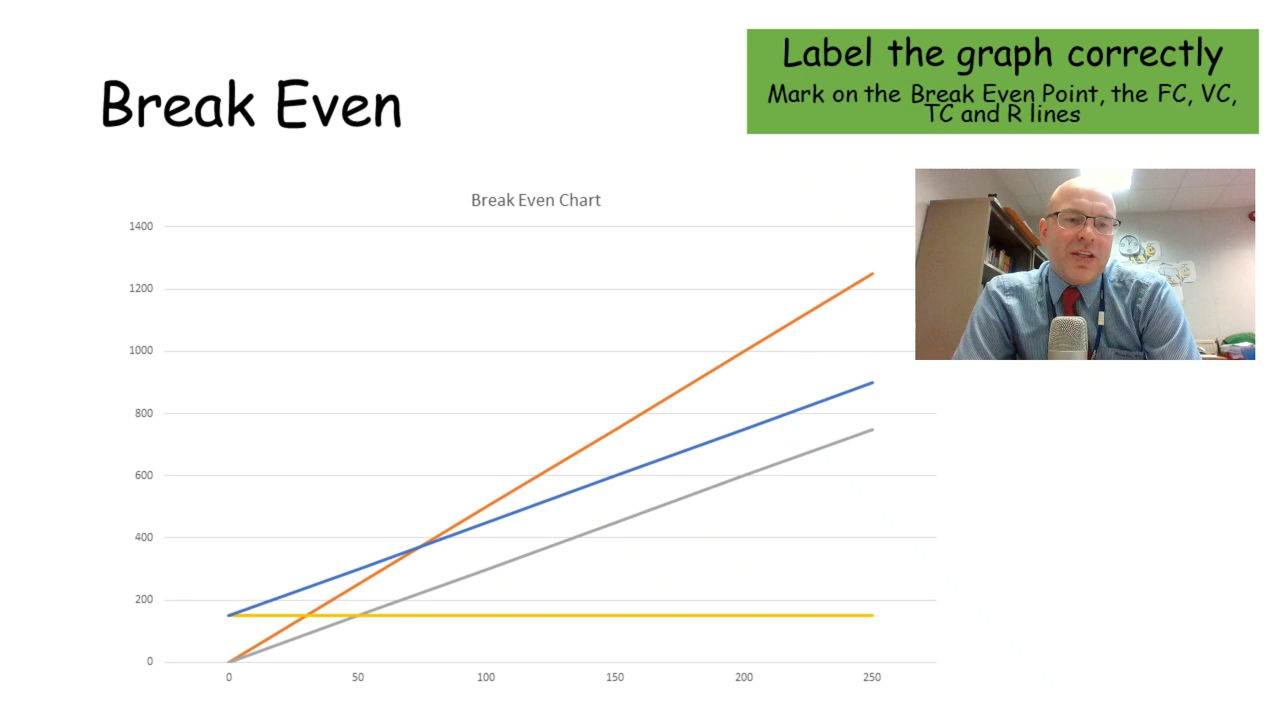 Label the graph correctly
Mark on the Break Even Point, the FC, VC,
TC and R lines
Break Even
Break Even Chart
1400
1200
1000
800
600
400
200
0
0 50 100 150 200 250